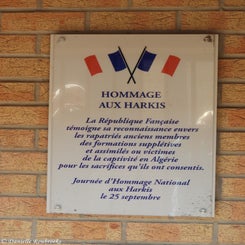 HOMMAGE
AUX HARKIS
La République Fançaise
témoigne sa reconnaissance envers
les rapatriés anciens membres
des formations supplétives
et assimilés ou victimes
de la captivité en Algérie
pour les sacrifices qu'ils ont consentis.
Journée d'Hommage National
aux Harkis
le 25 septembre
© Danielle